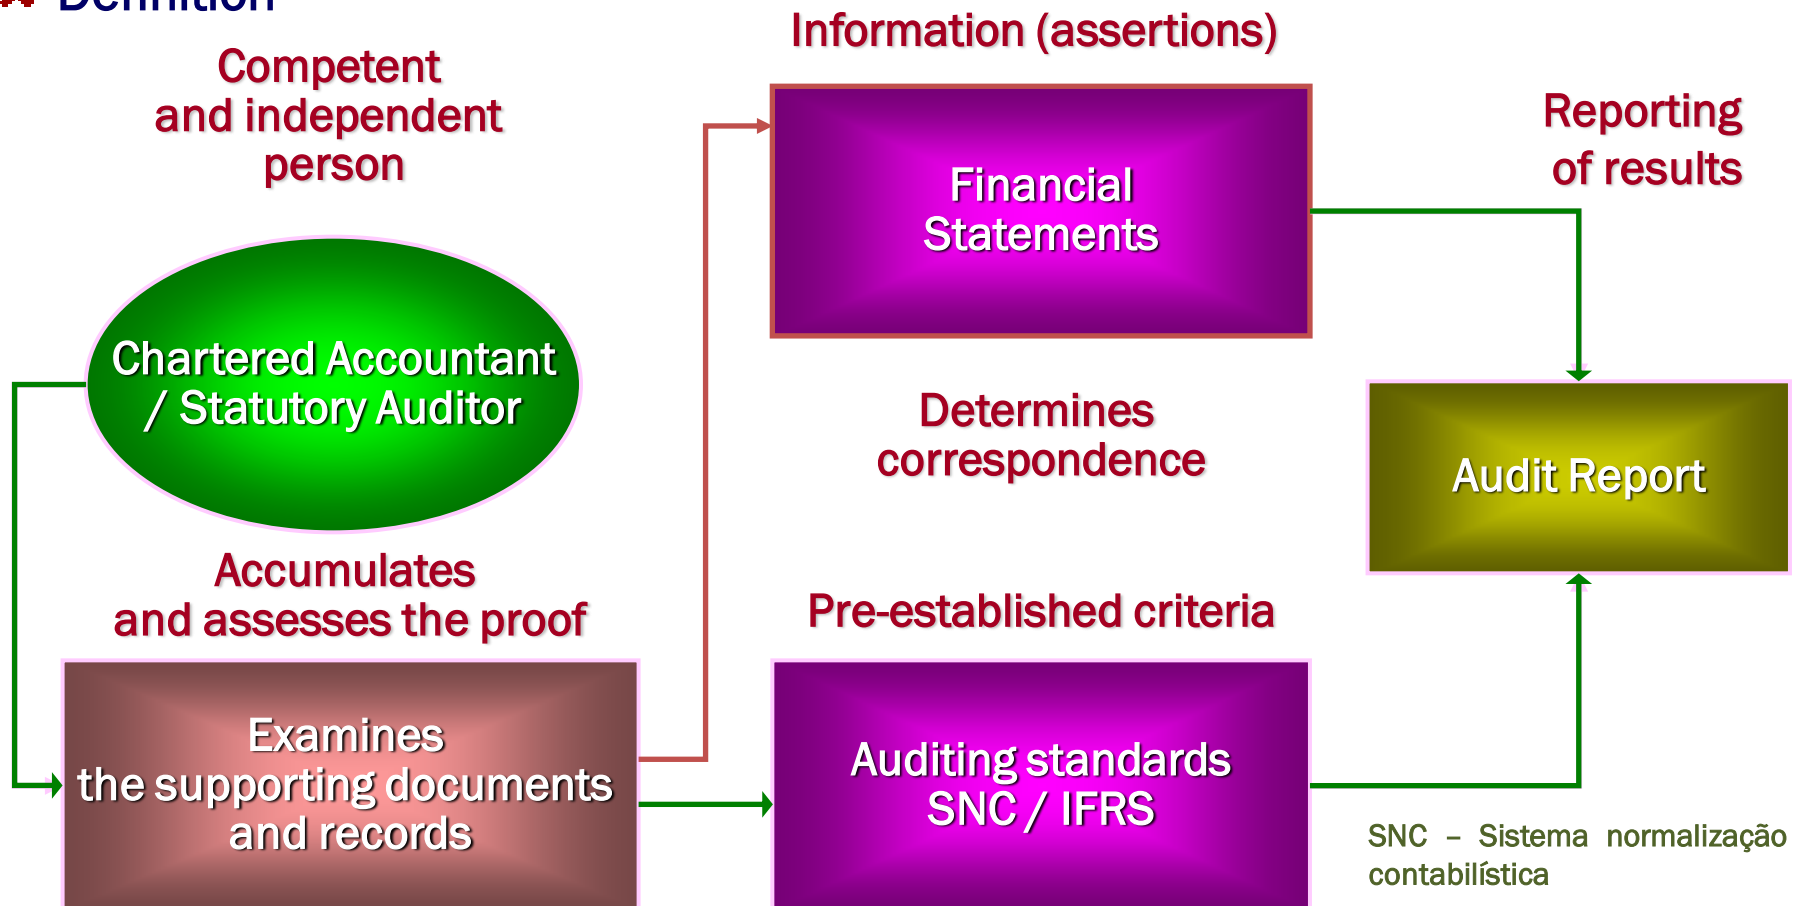 Definition
Competent
and independent
person
Information (assertions)
Reporting
of results
Financial
Statements
Chartered Accountant
/ Statutory Auditor
Determines
correspondence
Audit Report
Accumulates
and assesses the proof
Pre-established criteria
Examines
the supporting documents
and records
Auditing standards
SNC / IFRS
SNC – Sistema normalização
contabilística